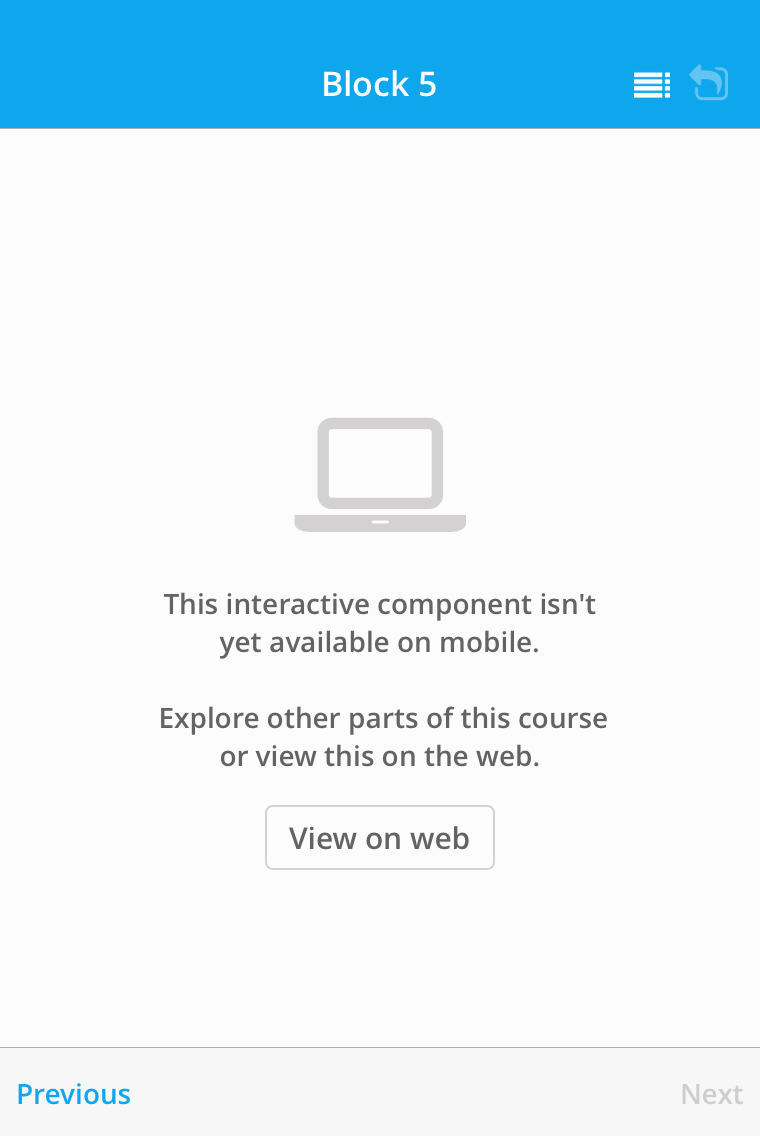 Block 5
This interactive component isn't
yet available on mobile.
Explore other parts of this course
or view this on the web.
View on web
Previous
Next